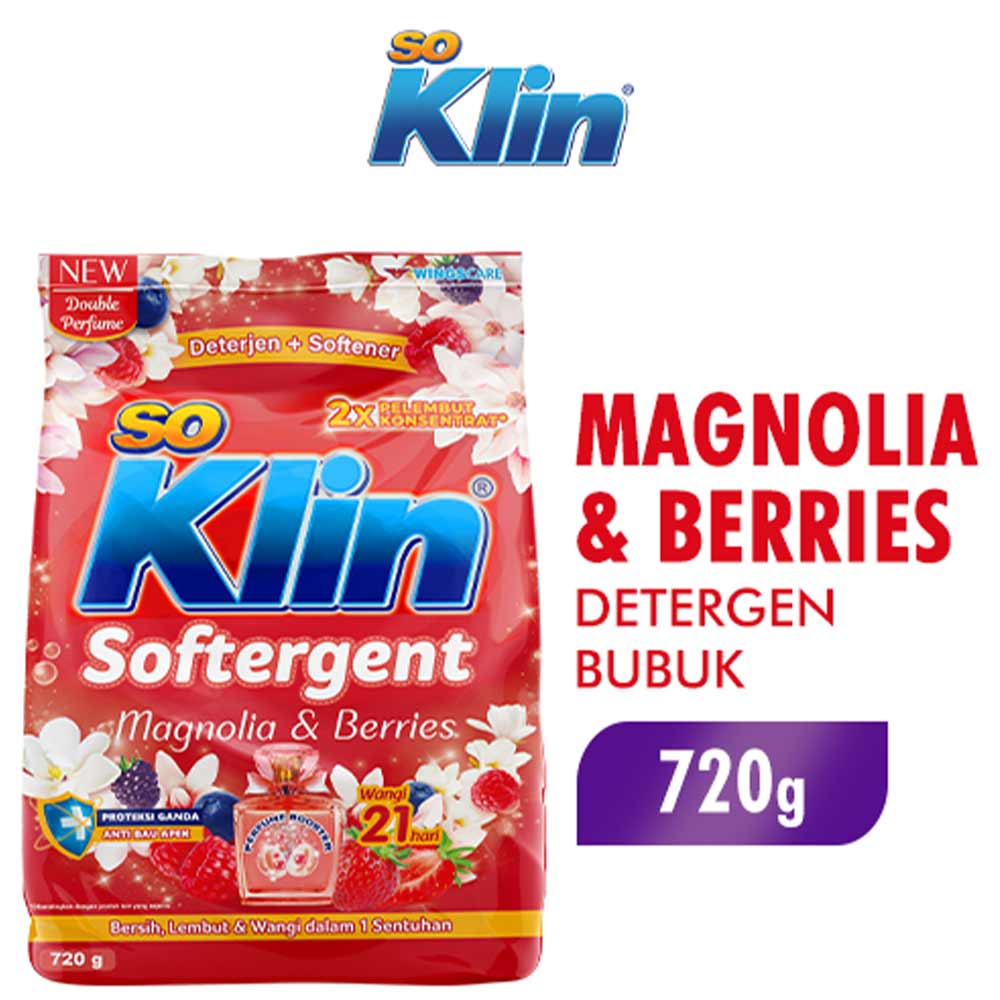 SO
Klin®
NEW
Double
Perfume
WINGSCARE
Deterjen + Softener
SO
2x PELEMBUT
KONSENTRAT*
Klin®
Softergent
Magnolia & Berries
PROTEKSI GANDA
ANTI BAU APEK
PERFUME BOOSTER
Wangi
21 hari
Bersih, Lembut & Wangi dalam 1 Sentuhan
720 g
MAGNOLIA
& BERRIES
DETERGEN
BUBUK
720g